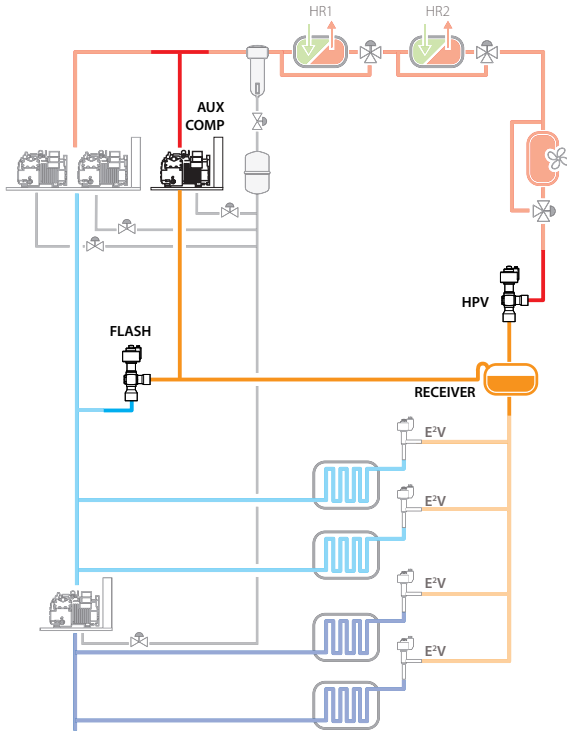 HR1
HR2
AUX
COMP
HPV
FLASH
RECEIVER
E²V
E²V
E²V
E²V